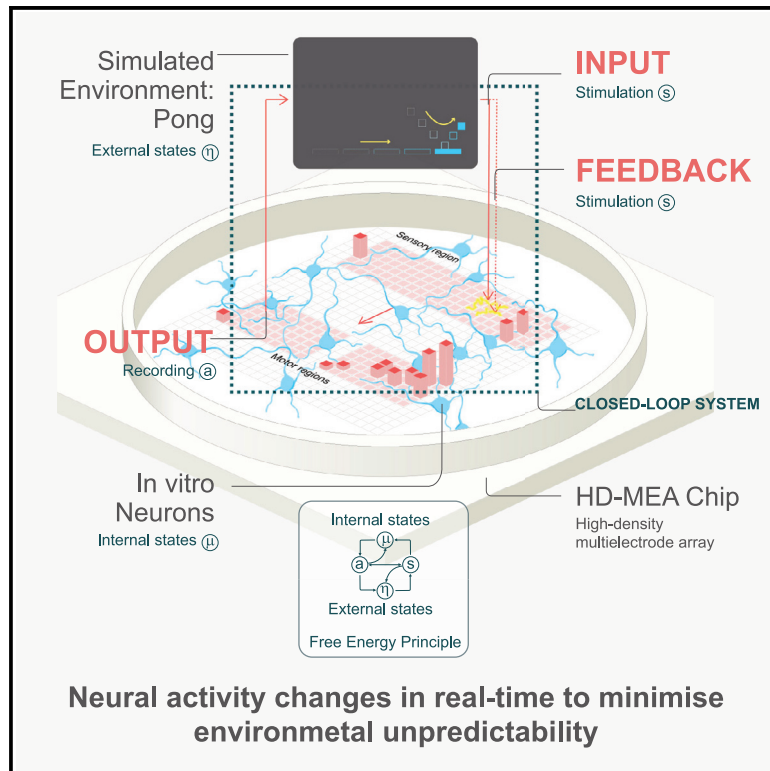 Simulated
Environment:
Pong
External states η
INPUT
Stimulation s
FEEDBACK
Stimulation s
Sensory region
OUTPUT
Recording a
Motor regions
CLOSED-LOOP SYSTEM
In vitro
Neurons
Internal states μ
HD-MEA Chip
High-density
multielectrode array
Internal states
μ
a s
η
External states
Free Energy Principle
Neural activity changes in real-time to minimise
environmetal unpredictability